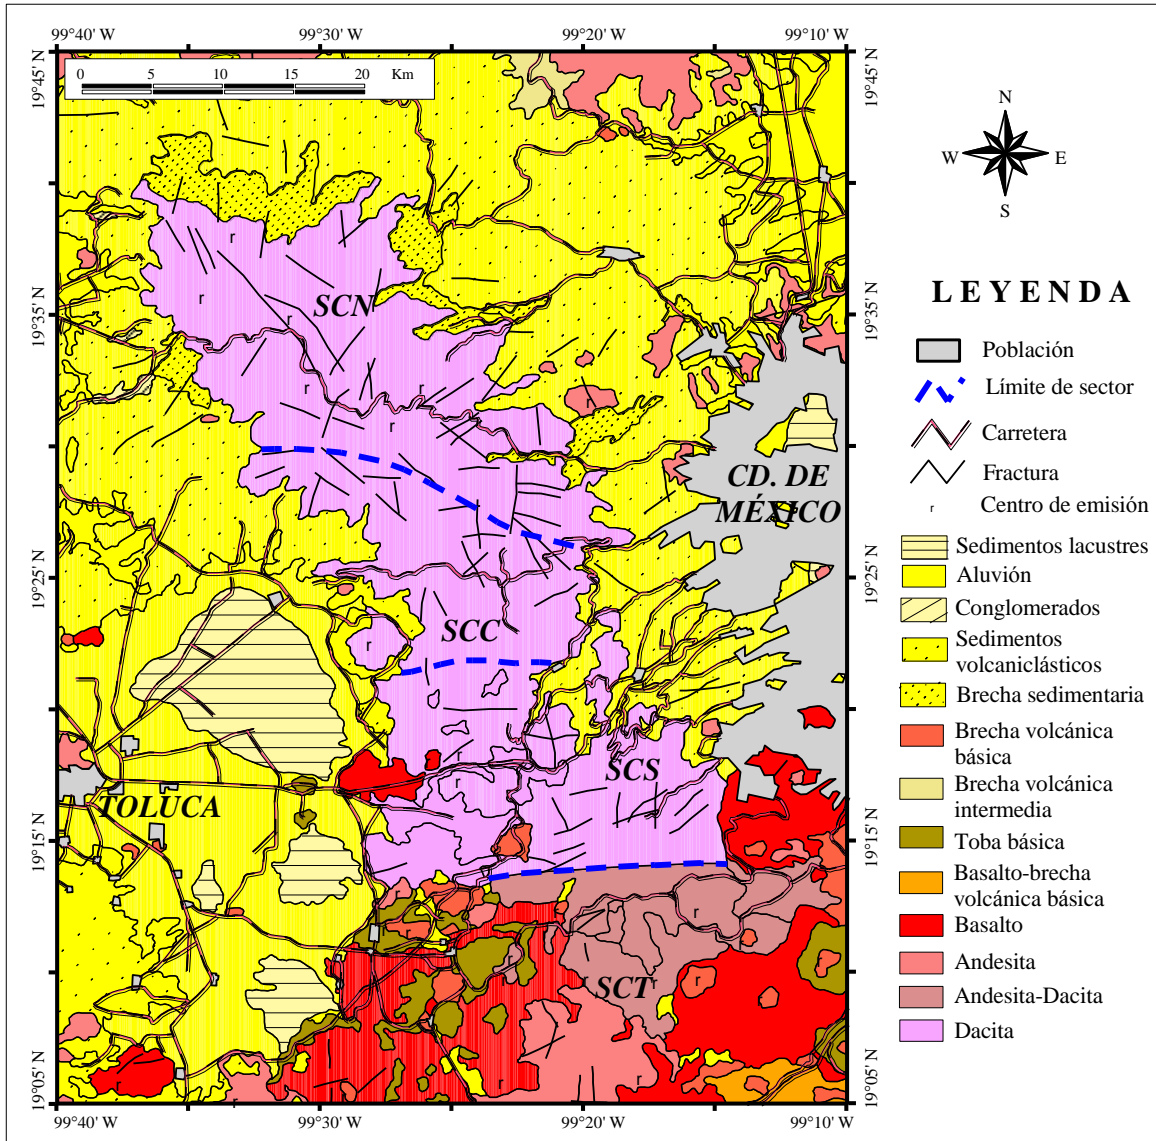 99°40' W
99°30' W
99°20' W
99°10' W
19°45' N
19°45' N
0 5 10 15 20 Km
N
W E
S
r
r
SCN
r
19°35' N
19°35' N
LEYENDA
Población
Límite de sector
Carretera
Fractura
Centro de emisión
r
r
r
r
r
CD. DE
MÉXICO
r
r
Sedimentos lacustres
Aluvión
Conglomerados
Sedimentos
volcaniclásticos
Brecha sedimentaria
Brecha volcánica
básica
Brecha volcánica
intermedia
Toba básica
Basalto-brecha
volcánica básica
Basalto
Andesita
Andesita-Dacita
Dacita
19°25' N
19°25' N
SCC
r
r
SCS
r
TOLUCA
19°15' N
19°15' N
r
SCT
r
r
r
r
r
r
r
19°05' N
19°05' N
99°40' W
99°30' W
99°20' W
99°10' W